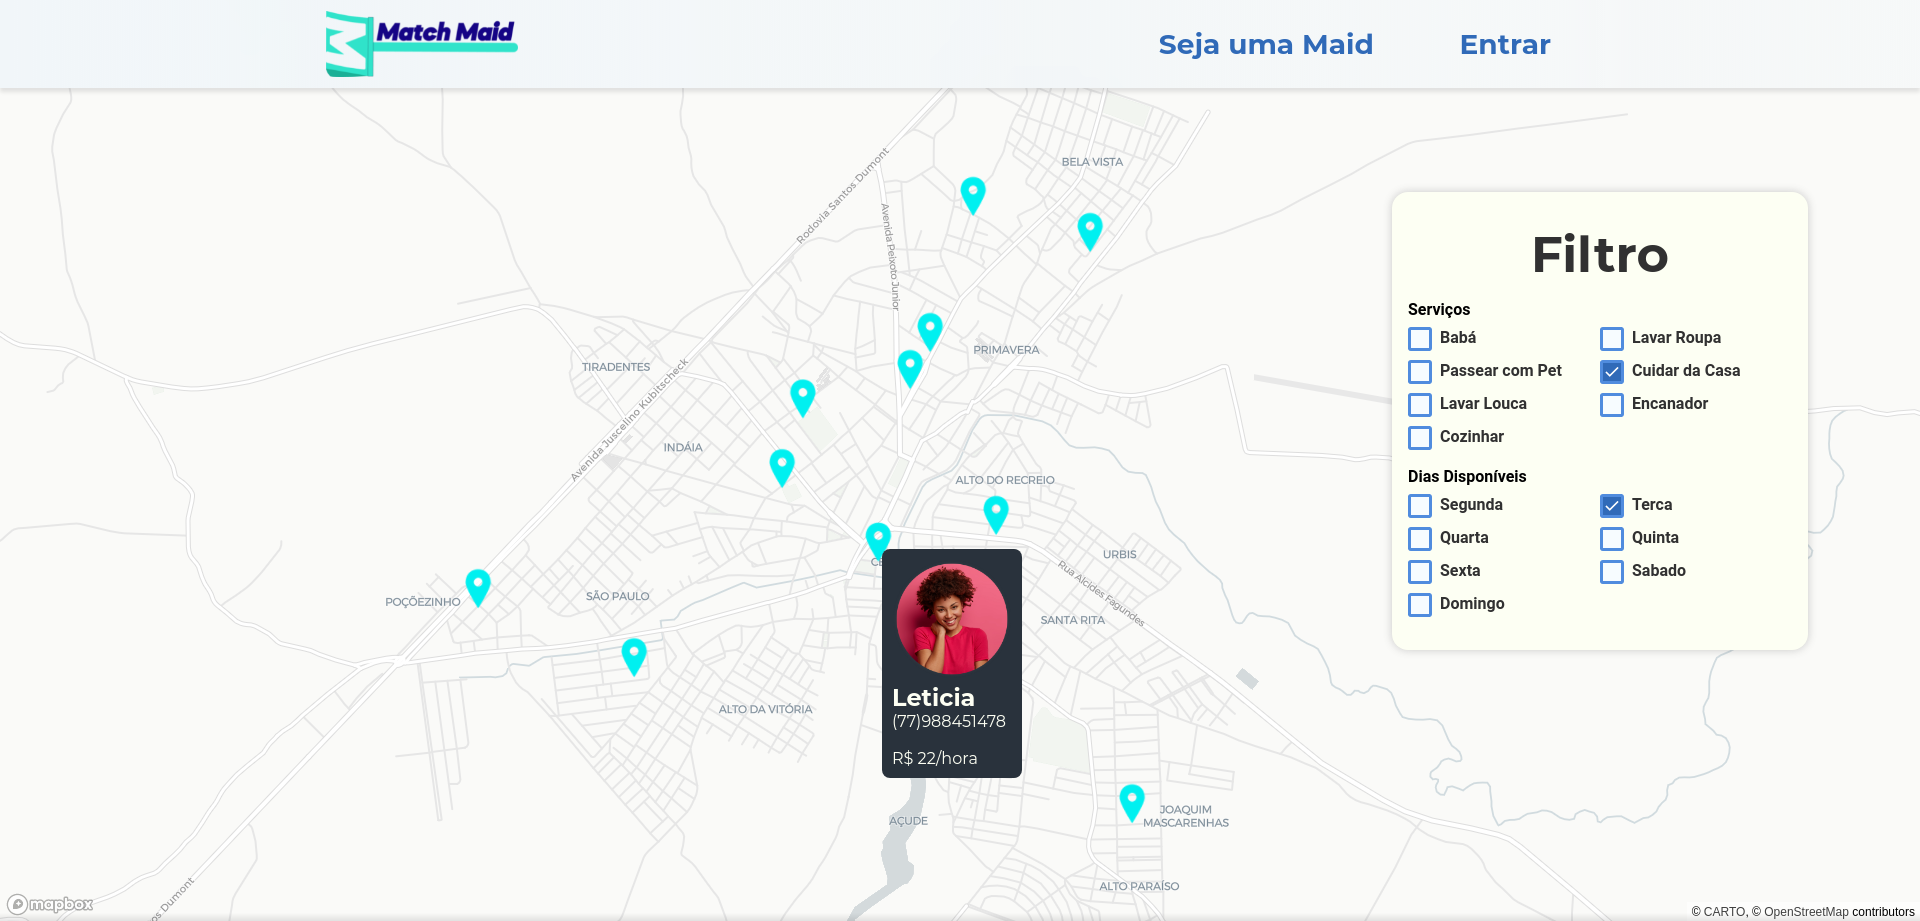 Match Maid
Seja uma Maid
Entrar
BELA VISTA
Rodovia Santos Dumont
Avenida Peixoto Junior
PRIMAVERA
TIRADENTES
Avenida Juscelino Kubitscheck
INDÁIA
ALTO DO RECREIO
CE
URBIS
Rua Alcides Fagundes
POÇÕEZINHO
SÃO PAULO
SANTA RITA
ALTO DA VITÓRIA
Leticia
(77)988451478
R$ 22/hora
AÇUDE
JOAQUIM
MASCARENHAS
ALTO PARAÍSO
os Dumont
Filtro
Serviços
Babá
Lavar Roupa
Passear com Pet
Cuidar da Casa
Lavar Louca
Encanador
Cozinhar
Dias Disponíveis
Segunda
Terca
Quarta
Quinta
Sexta
Sabado
Domingo
mapbox
© CARTO, © OpenStreetMap contributors